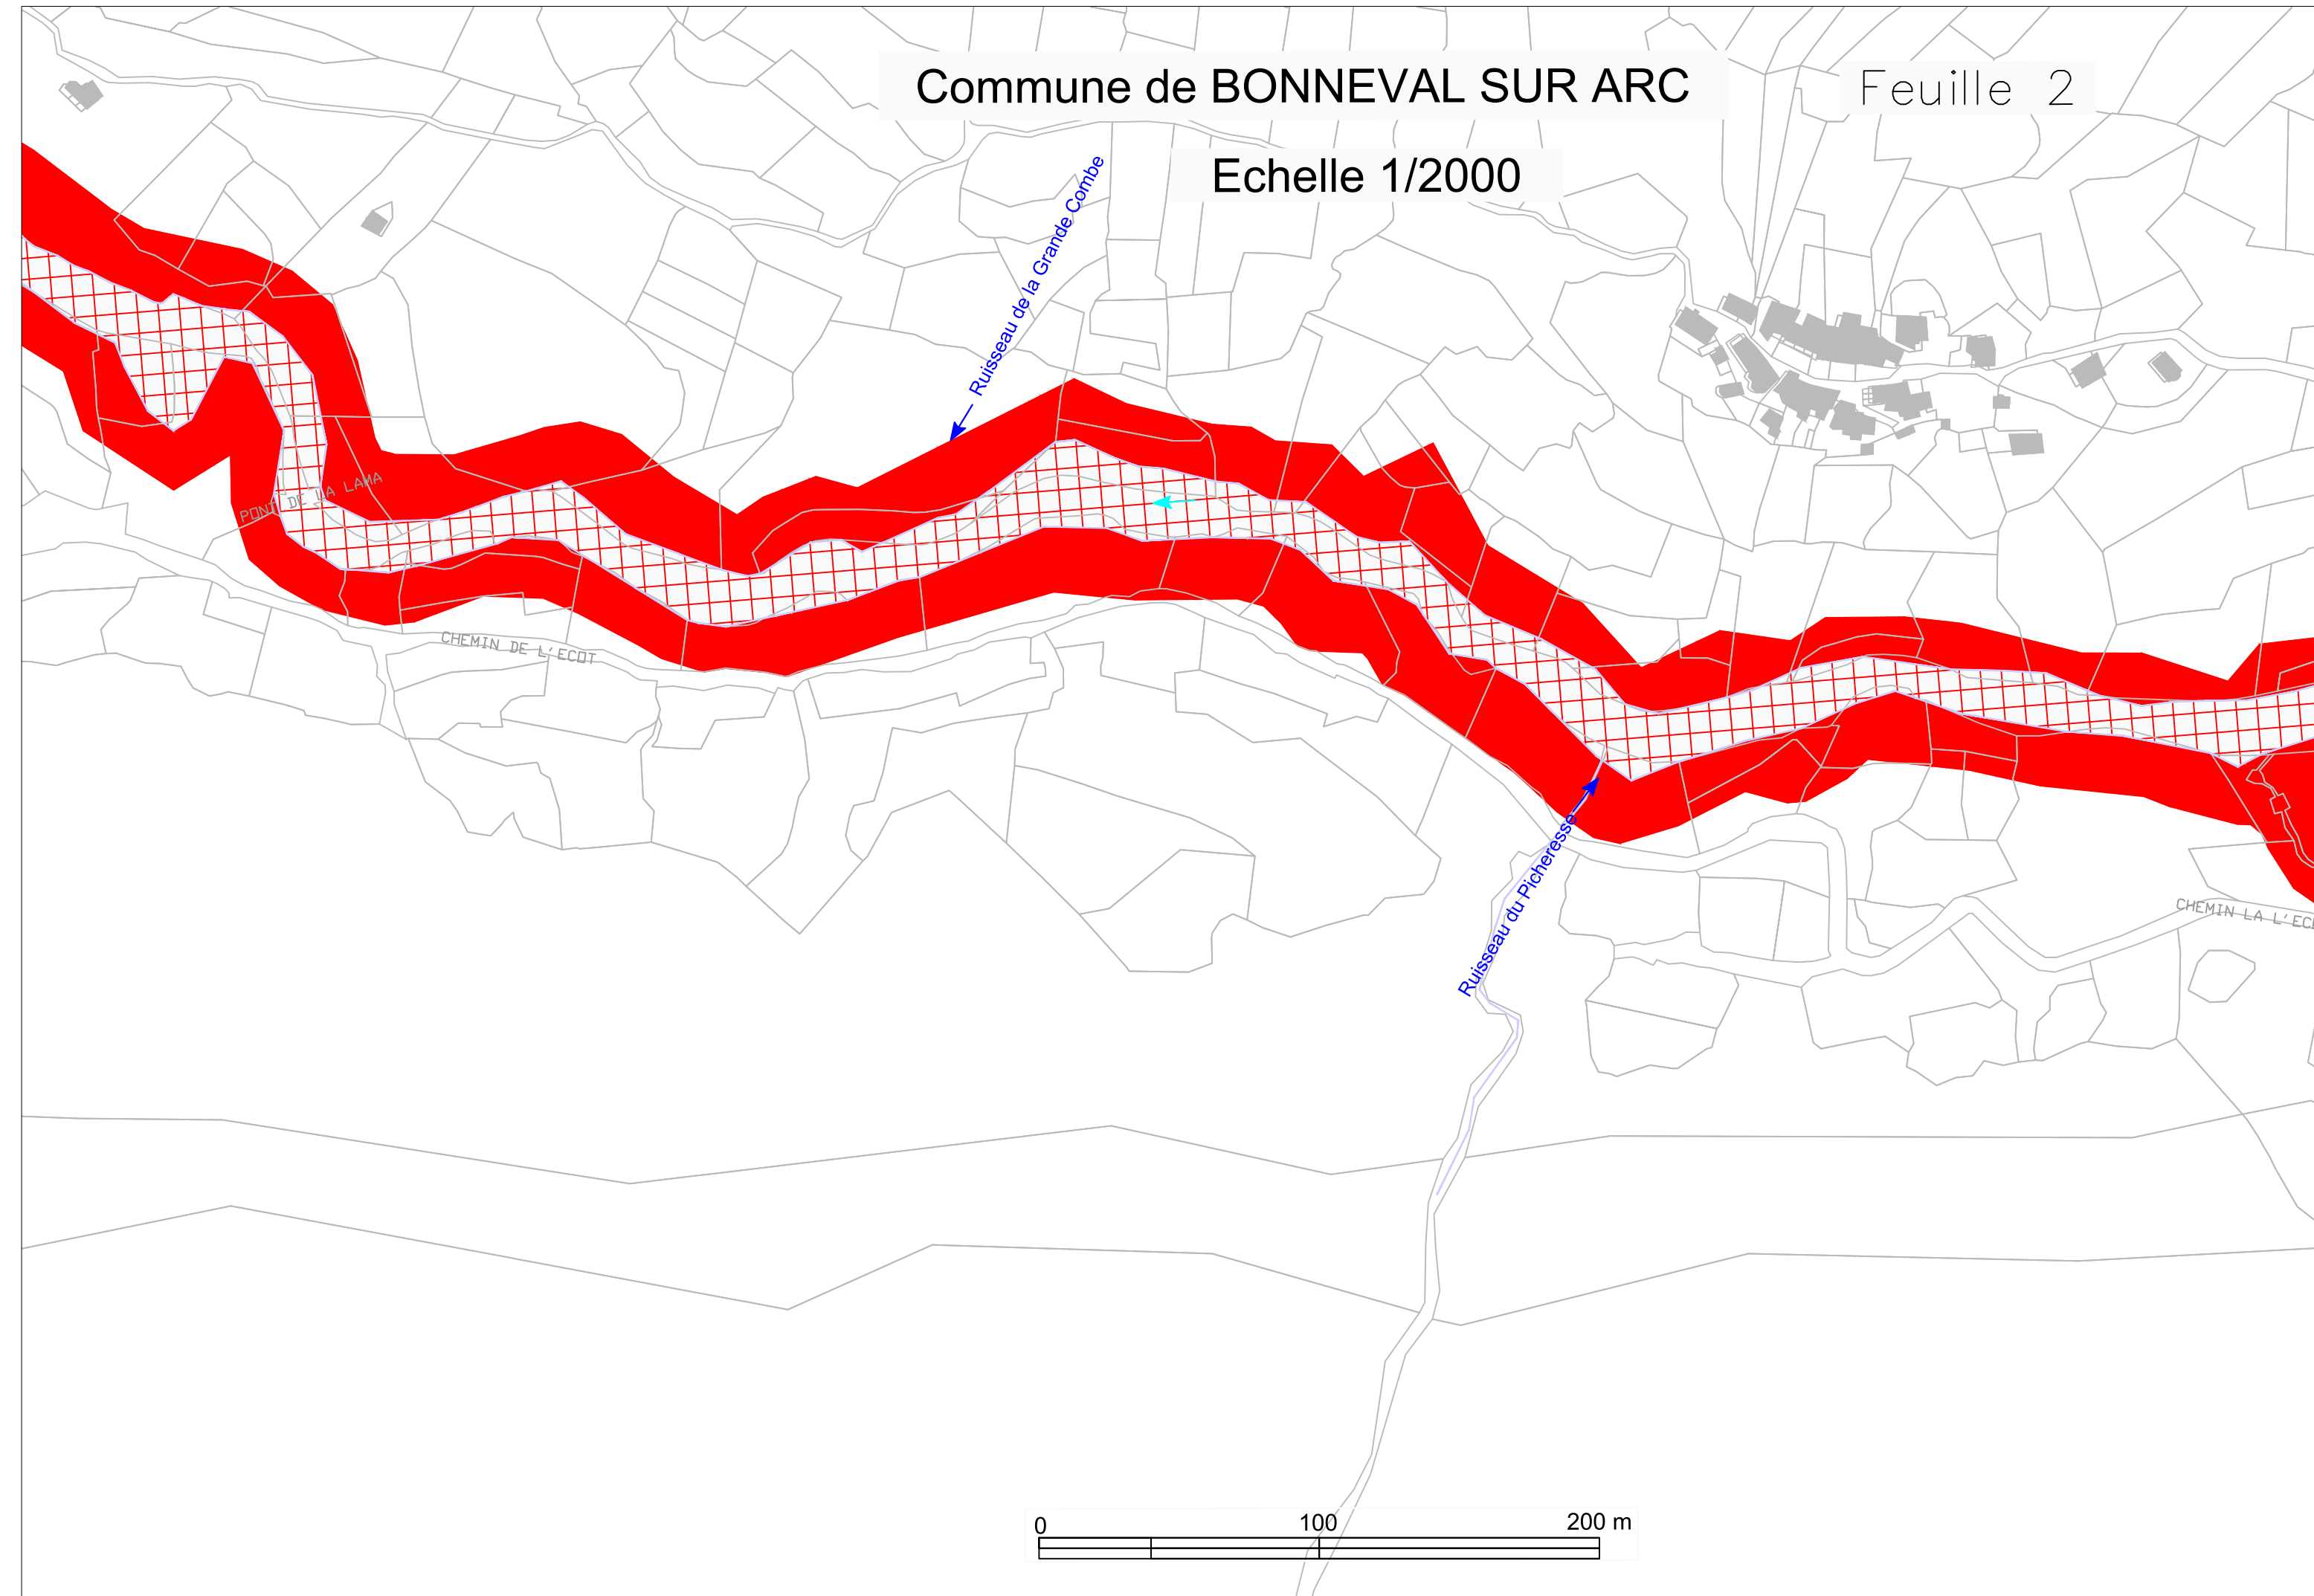 Commune de BONNEVAL SUR ARC
Feuille 2
Echelle 1/2000
Ruisseau de la Grande Combe
PONT DE LA LAMA
CHEMIN DE L'ECOT
Ruisseau du Picheresse
CHEMIN LA L'EC
0 100 200 m